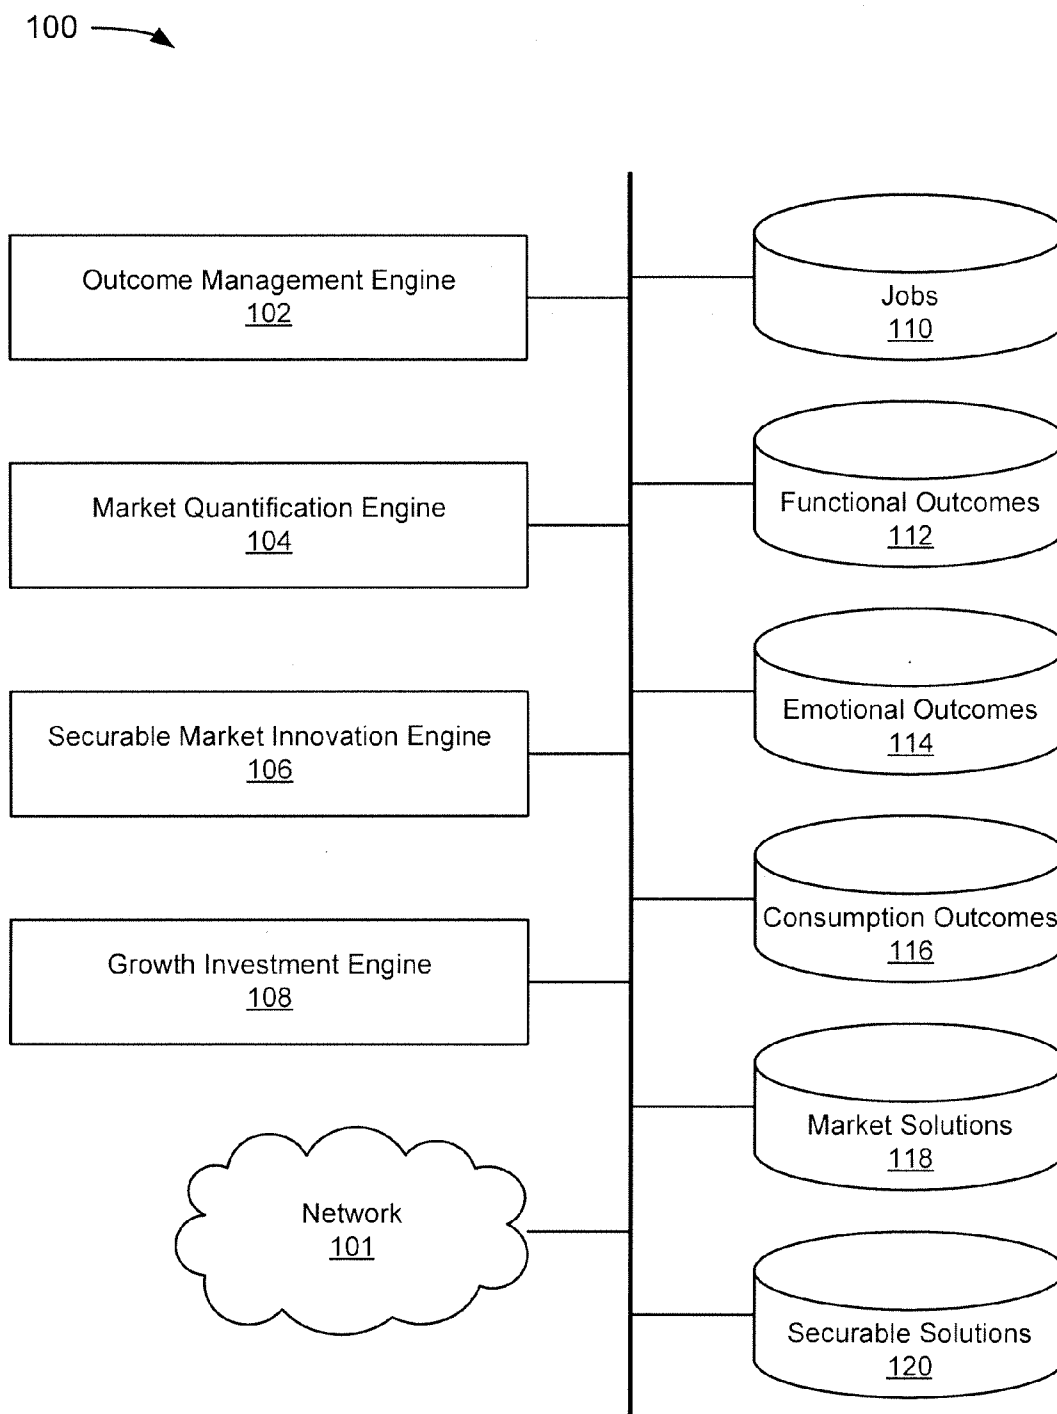 100
Outcome Management Engine
102
Market Quantification Engine
104
Securable Market Innovation Engine
106
Growth Investment Engine
108
Network
101
Jobs
110
Functional Outcomes
112
Emotional Outcomes
114
Consumption Outcomes
116
Market Solutions
118
Securable Solutions
120